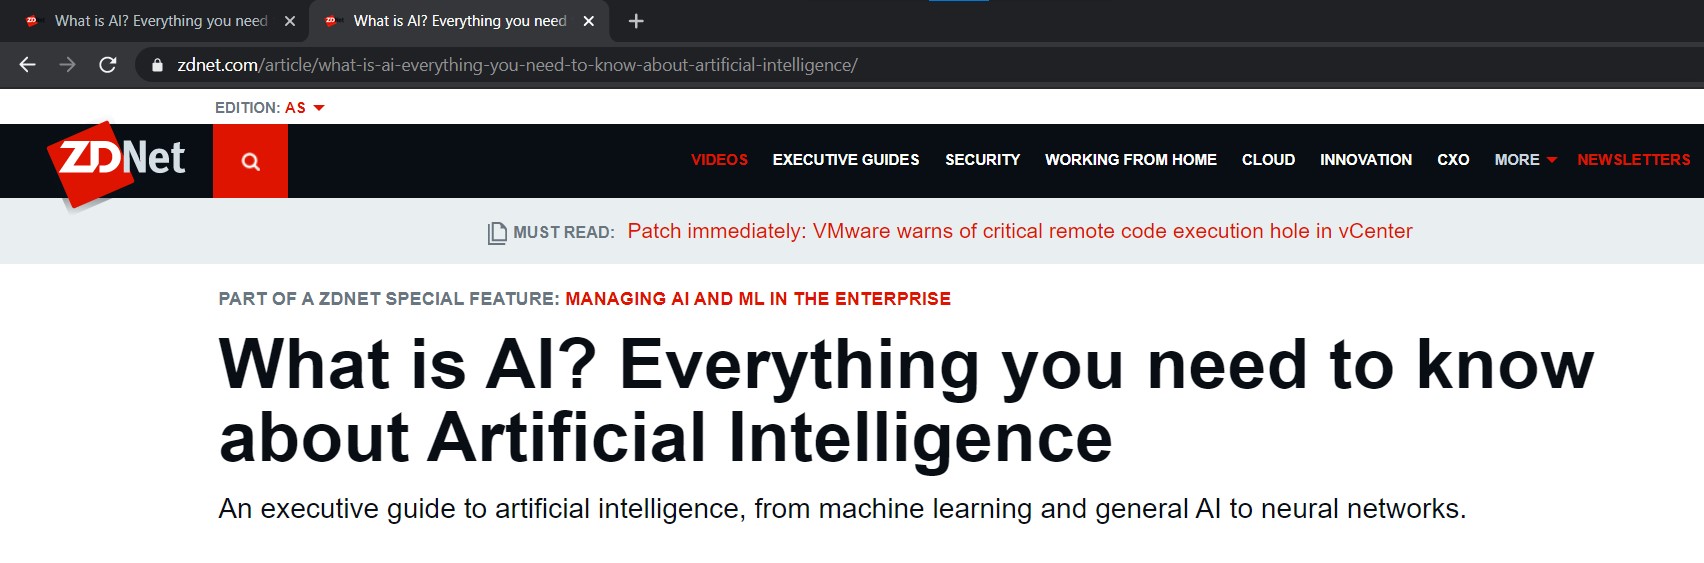 What is AI? Everything you need
What is AI? Everything you need
zdnet.com/article/what-is-ai-everything-you-need-to-know-about-artificial-intelligence/
EDITION: AS
ZDNet
VIDEOS EXECUTIVE GUIDES SECURITY WORKING FROM HOME CLOUD INNOVATION CXO MORE NEWSLETTERS
MUST READ: Patch immediately: VMware warns of critical remote code execution hole in vCenter
PART OF A ZDNET SPECIAL FEATURE: MANAGING AI AND ML IN THE ENTERPRISE
What is AI? Everything you need to know
about Artificial Intelligence
An executive guide to artificial intelligence, from machine learning and general AI to neural networks.